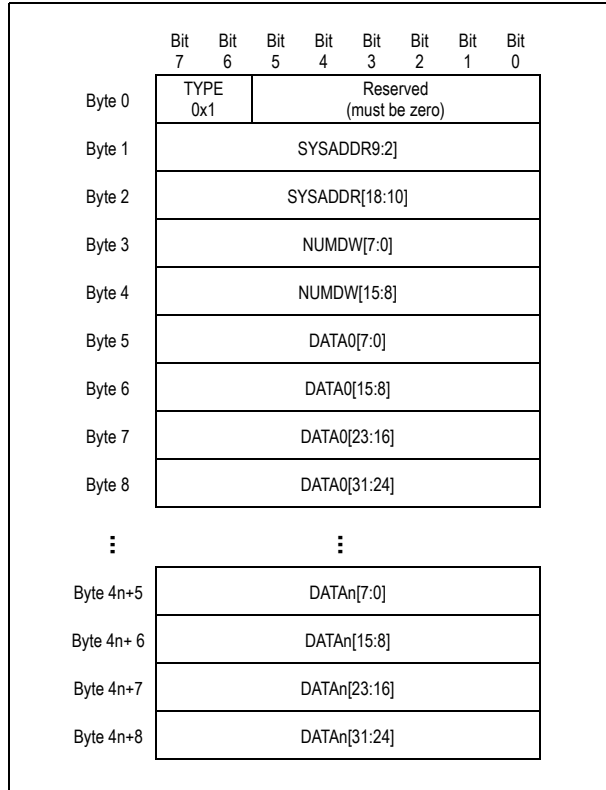 Bit Bit Bit Bit Bit Bit Bit Bit
7 6 5 4 3 2 1 0
Byte 0 TYPE Reserved
0x1 (must be zero)
Byte 1 SYSADDR9:2]
Byte 2 SYSADDR[18:10]
Byte 3 NUMDW[7:0]
Byte 4 NUMDW[15:8]
Byte 5 DATA0[7:0]
Byte 6 DATA0[15:8]
Byte 7 DATA0[23:16]
Byte 8 DATA0[31:24]
... ...
Byte 4n+5 DATAn[7:0]
Byte 4n+ 6 DATAn[15:8]
Byte 4n+7 DATAn[23:16]
Byte 4n+8 DATAn[31:24]